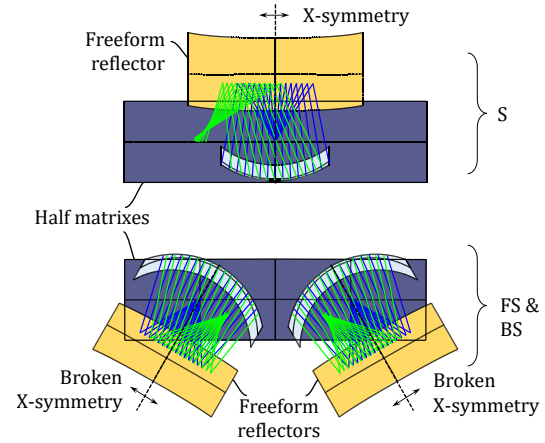 X-symmetry
Freeform
reflector
S
Half matrixes
FS &
BS
Broken
X-symmetry
Freeform
reflectors
Broken
X-symmetry